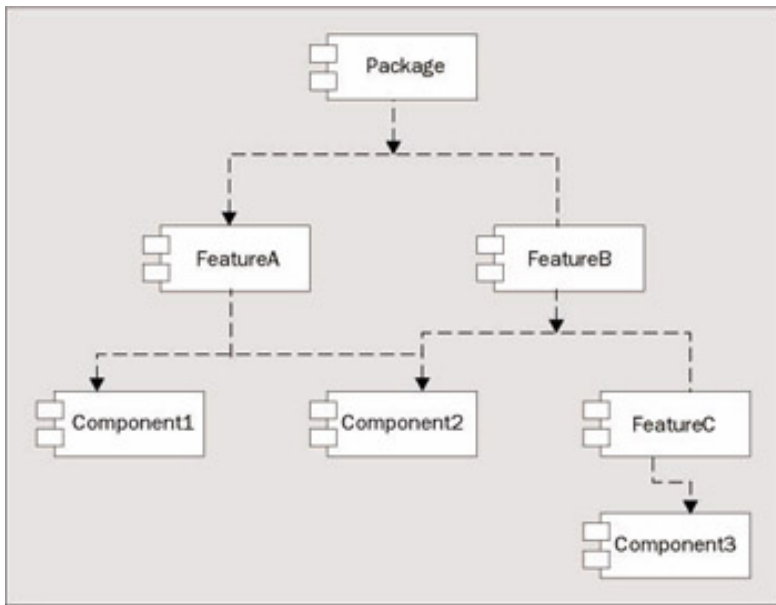 Package
FeatureA
FeatureB
Component1
Component2
FeatureC
Component3